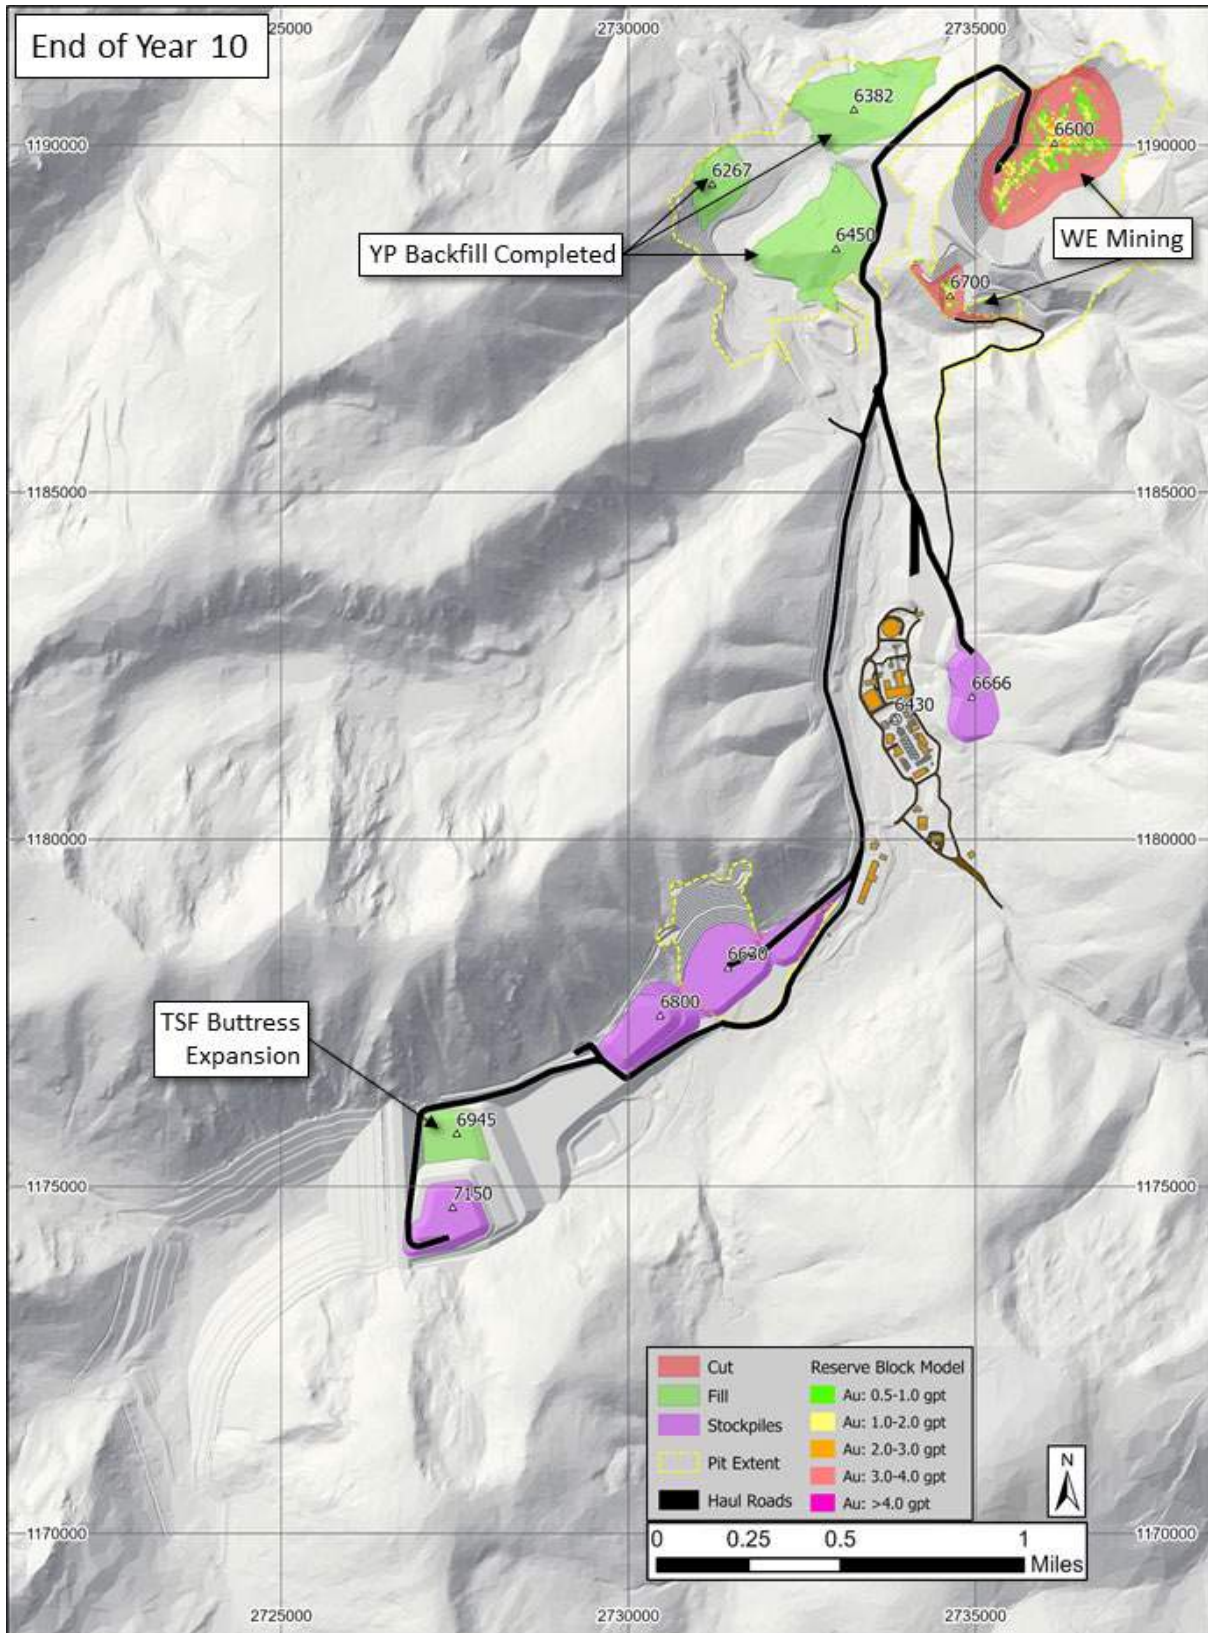 End of Year 10
25000
2730000
2735000
6382
6600
1190000
1190000
6267
YP Backfill Completed
6450
WE Mining
6700
1185000
1185000
6666
6430
1180000
1180000
6630
6800
TSF Buttress
Expansion
6945
1175000
1175000
7150
Cut
Fill
Stockpiles
Pit Extent
Haul Roads
Reserve Block Model
Au: 0.5-1.0 gpt
Au: 1.0-2.0 gpt
Au: 2.0-3.0 gpt
Au: 3.0-4.0 gpt
Au: >4.0 gpt
N
1170000
1170000
0 0.25 0.5 1
Miles
2725000
2730000
2735000